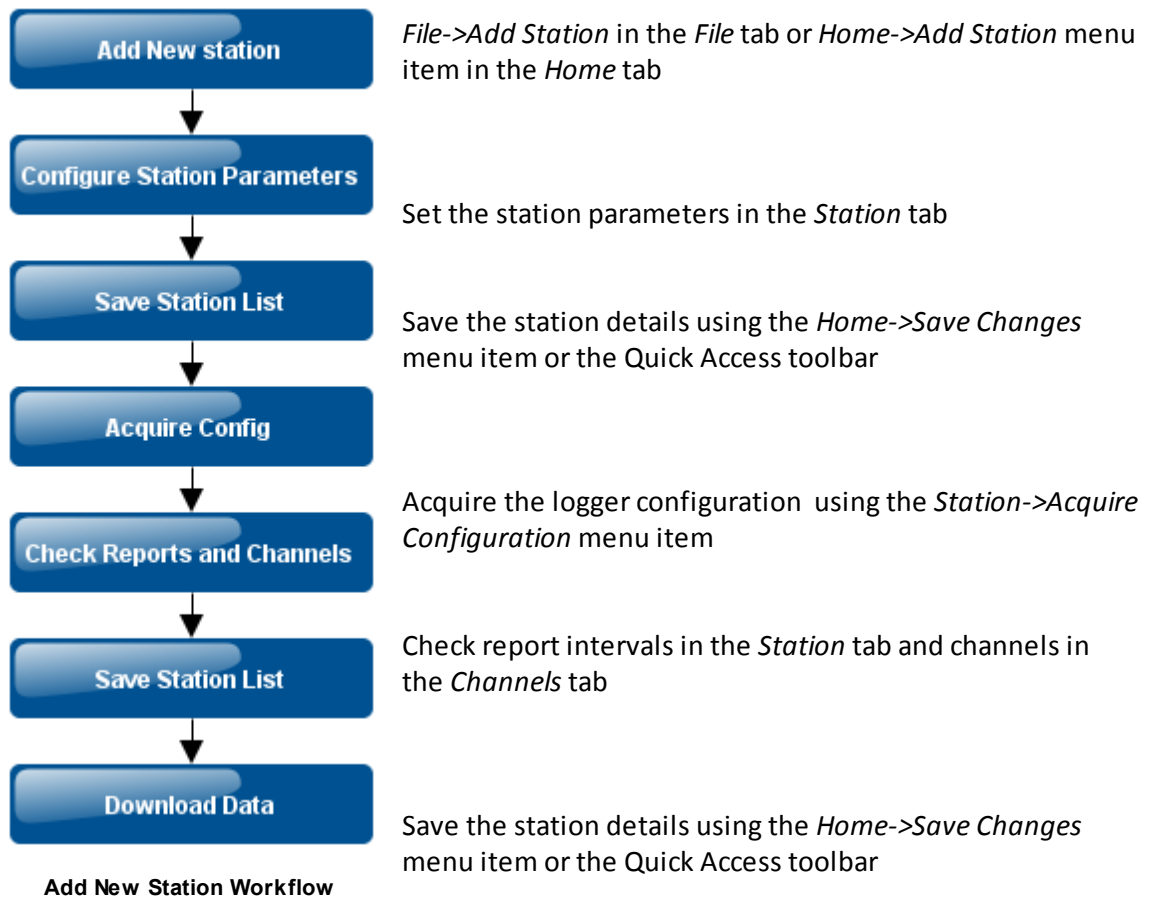 Add New station
File->Add Station in the File tab or Home->Add Station menu
item in the Home tab
Configure Station Parameters
Set the station parameters in the Station tab
Save Station List
Save the station details using the Home->Save Changes
menu item or the Quick Access toolbar
Acquire Config
Acquire the logger configuration  using the Station->Acquire
Configuration menu item
Check Reports and Channels
Check report intervals in the Station tab and channels in
the Channels tab
Save Station List
Download Data
Save the station details using the Home->Save Changes
menu item or the Quick Access toolbar
Add New Station Workflow